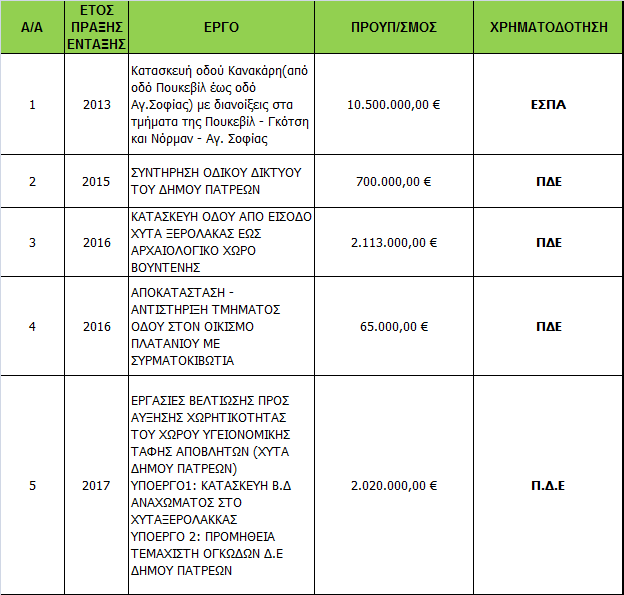 Α/Α
ΕΤΟΣ
ΠΡΑΞΗΣ
ΕΝΤΑΞΗΣ
ΕΡΓΟ
ΠΡΟΥΠ/ΣΜΟΣ
ΧΡΗΜΑΤΟΔΟΤΗΣΗ
1
2013
Κατασκευή οδού Κανακάρη(από
οδό Πουκεβίλ έως οδό
Αγ.Σοφίας) με διανοίξεις στα
τμήματα της Πουκεβίλ - Γκότση
και Νόρμαν - Αγ. Σοφίας
10.500.000,00 €
ΕΣΠΑ
2
2015
ΣΥΝΤΗΡΗΣΗ ΟΔΙΚΟΥ ΔΙΚΤΥΟΥ
ΤΟΥ ΔΗΜΟΥ ΠΑΤΡΕΩΝ
700.000,00 €
ΠΔΕ
3
2016
ΚΑΤΑΣΚΕΥΗ ΟΔΟΥ ΑΠΟ ΕΙΣΟΔΟ
ΧΥΤΑ ΞΕΡΟΛΑΚΑΣ ΕΩΣ
ΑΡΧΑΙΟΛΟΓΙΚΟ ΧΩΡΟ
ΒΟΥΝΤΕΝΗΣ
2.113.000,00 €
ΠΔΕ
4
2016
ΑΠΟΚΑΤΑΣΤΑΣΗ -
ΑΝΤΙΣΤΗΡΙΞΗ ΤΜΗΜΑΤΟΣ
ΟΔΟΥ ΣΤΟΝ ΟΙΚΙΣΜΟ
ΠΛΑΤΑΝΙΟΥ ΜΕ
ΣΥΡΜΑΤΟΚΙΒΩΤΙΑ
65.000,00 €
ΠΔΕ
5
2017
ΕΡΓΑΣΙΕΣ ΒΕΛΤΙΩΣΗΣ ΠΡΟΣ
ΑΥΞΗΣΗΣ ΧΩΡΗΤΙΚΟΤΗΤΑΣ
ΤΟΥ ΧΩΡΟΥ ΥΓΕΙΟΝΟΜΙΚΗΣ
ΤΑΦΗΣ ΑΠΟΒΛΗΤΩΝ (ΧΥΤΑ
ΔΗΜΟΥ ΠΑΤΡΕΩΝ)
ΥΠΟΕΡΓΟ1: ΚΑΤΑΣΚΕΥΗ Β.Δ
ΑΝΑΧΩΜΑΤΟΣ ΣΤΟ
ΧΥΤΑΞΕΡΟΛΑΚΚΑΣ
ΥΠΟΕΡΓΟ 2: ΠΡΟΜΗΘΕΙΑ
ΤΕΜΑΧΙΣΤΗ ΟΓΚΩΔΩΝ Δ.Ε
ΔΗΜΟΥ ΠΑΤΡΕΩΝ
2.020.000,00 €
Π.Δ.Ε